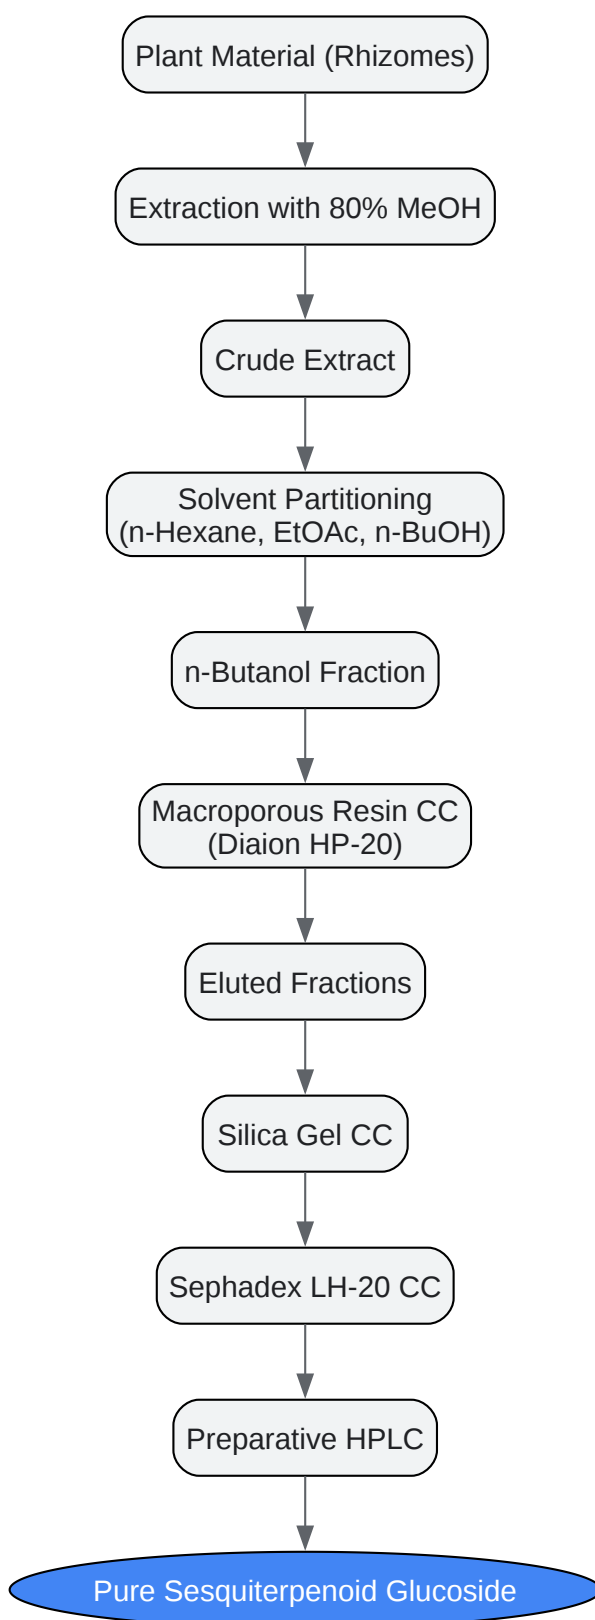 Plant Material (Rhizomes)
Extraction with 80% MeOH
Crude Extract
Solvent Partitioning
(n-Hexane, EtOAc, n-BuOH)
n-Butanol Fraction
Macroporous Resin CC
(Diaion HP-20)
Eluted Fractions
Silica Gel CC
Sephadex LH-20 CC
Preparative HPLC
Pure Sesquiterpenoid Glucoside